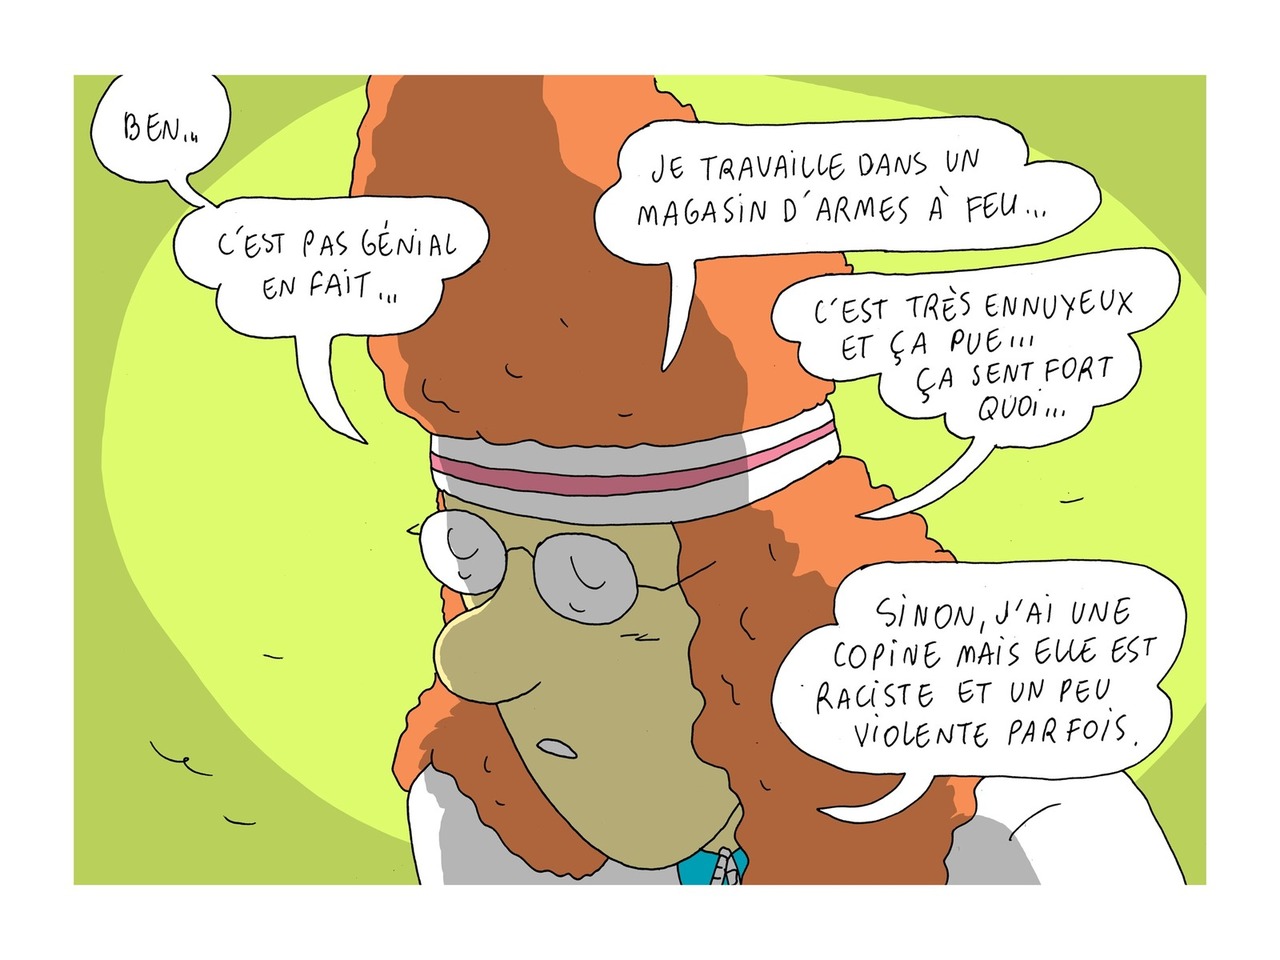 BEN...
C'EST PAS GÉNIAL
EN FAIT...
JE TRAVAILLE DANS UN
MAGASIN D'ARMES À FEU...
C'EST TRÈS ENNUYEUX
ET ÇA PUE...
ÇA SENT FORT
QUOI...
SINON, J'AI UNE
COPINE MAIS ELLE EST
RACISTE ET UN PEU
VIOLENTE PARFOIS.